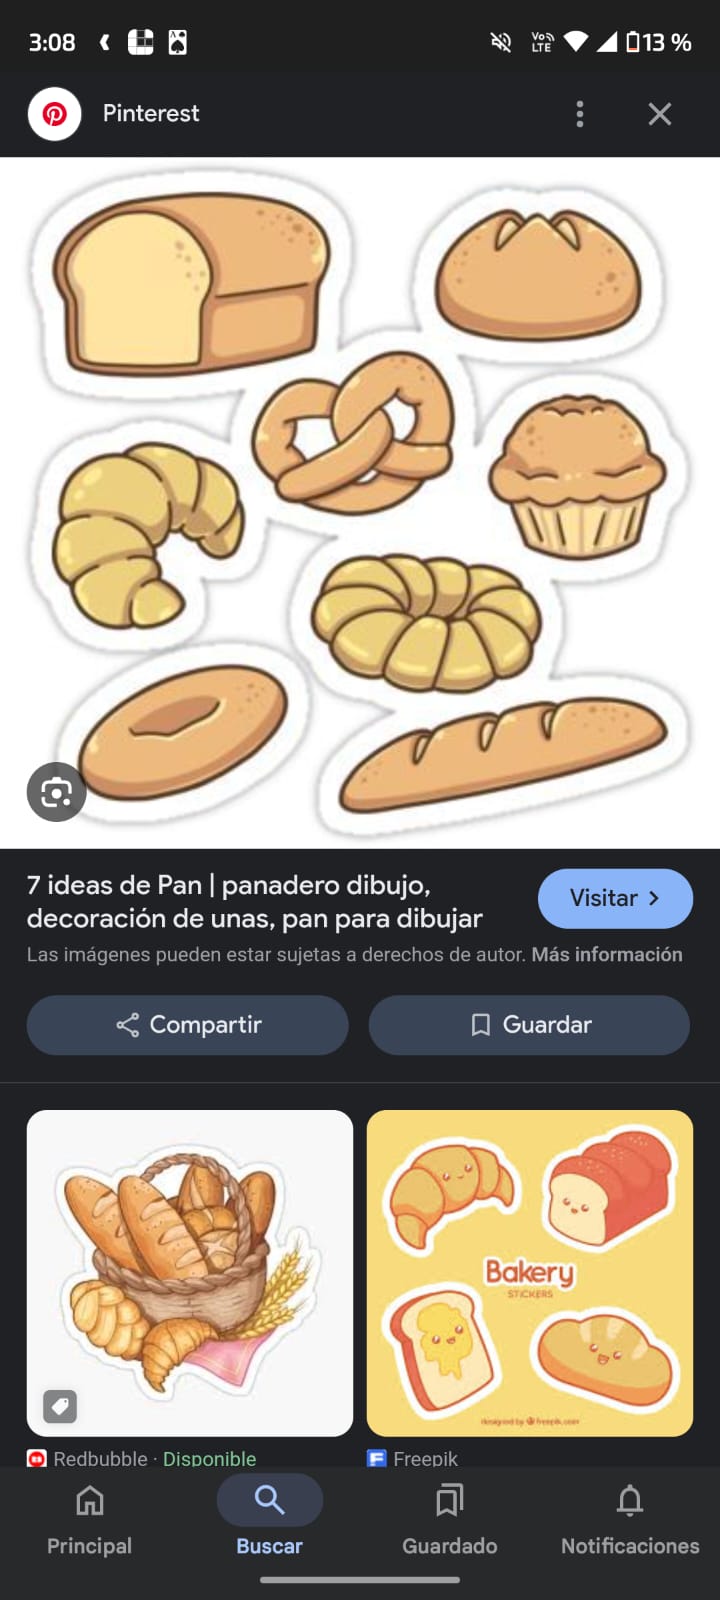 3:08
Vo) LTE
13 %
Pinterest
7 ideas de Pan | panadero dibujo,
decoración de unas, pan para dibujar
Visitar
Las imágenes pueden estar sujetas a derechos de autor. Más información
Compartir
Guardar
Bakery
STICKERS
designed by freepik.com
Redbubble · Disponible
Freepik
Principal
Buscar
Guardado
Notificaciones